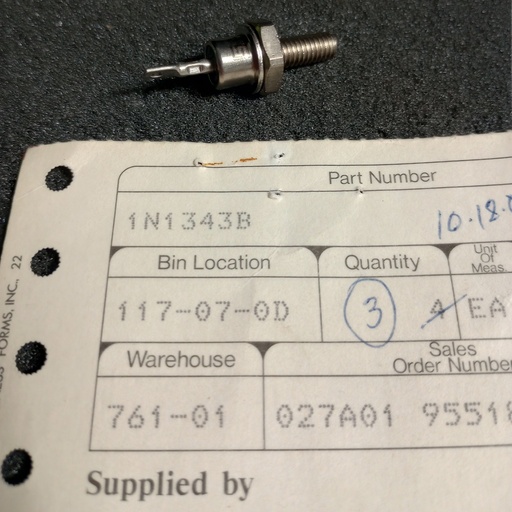 Part Number
1N1343B
10.18.
Bin Location Quantity Unit Of Meas.
117-07-0D 3 4 EA
Warehouse Sales Order Number
761-01 027A01 9551
Supplied by
FORMS, INC. 22